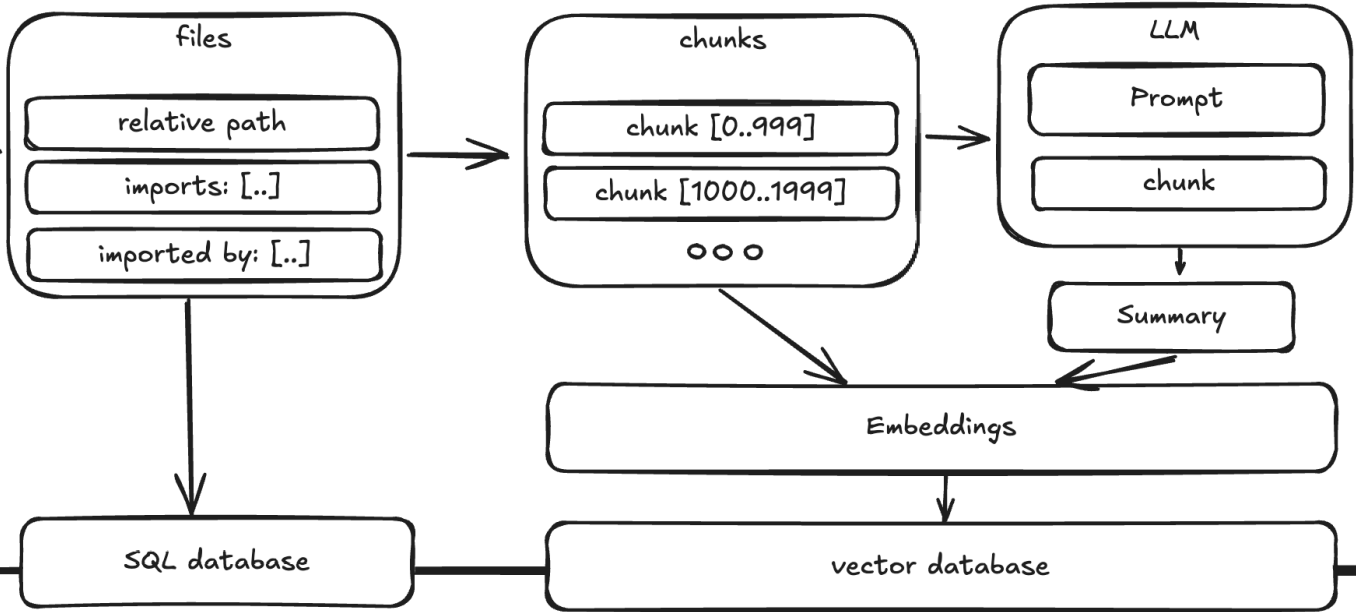 files
relative path
imports: [..]
imported by: [..]
chunks
chunk [0..999]
chunk [1000..1999]
LLM
Prompt
chunk
Summary
Embeddings
SQL database
vector database